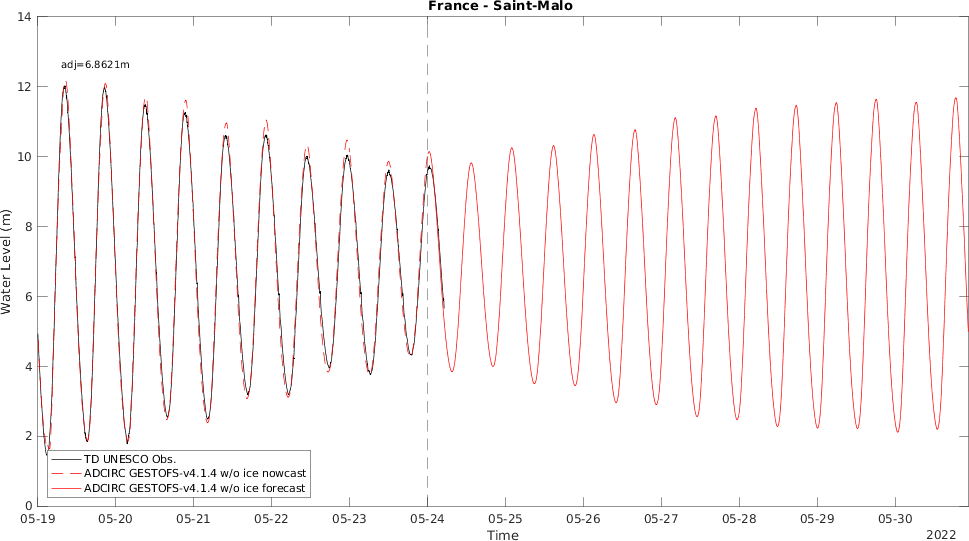 France - Saint-Malo
adj=6.8621m
Water Level (m)
14
12
10
8
6
4
2
0
TD UNESCO Obs.
ADCIRC GESTOFS-v4.1.4 w/o ice nowcast
ADCIRC GESTOFS-v4.1.4 w/o ice forecast
05-19 05-20 05-21 05-22 05-23 05-24 05-25 05-26 05-27 05-28 05-29 05-30
Time
2022